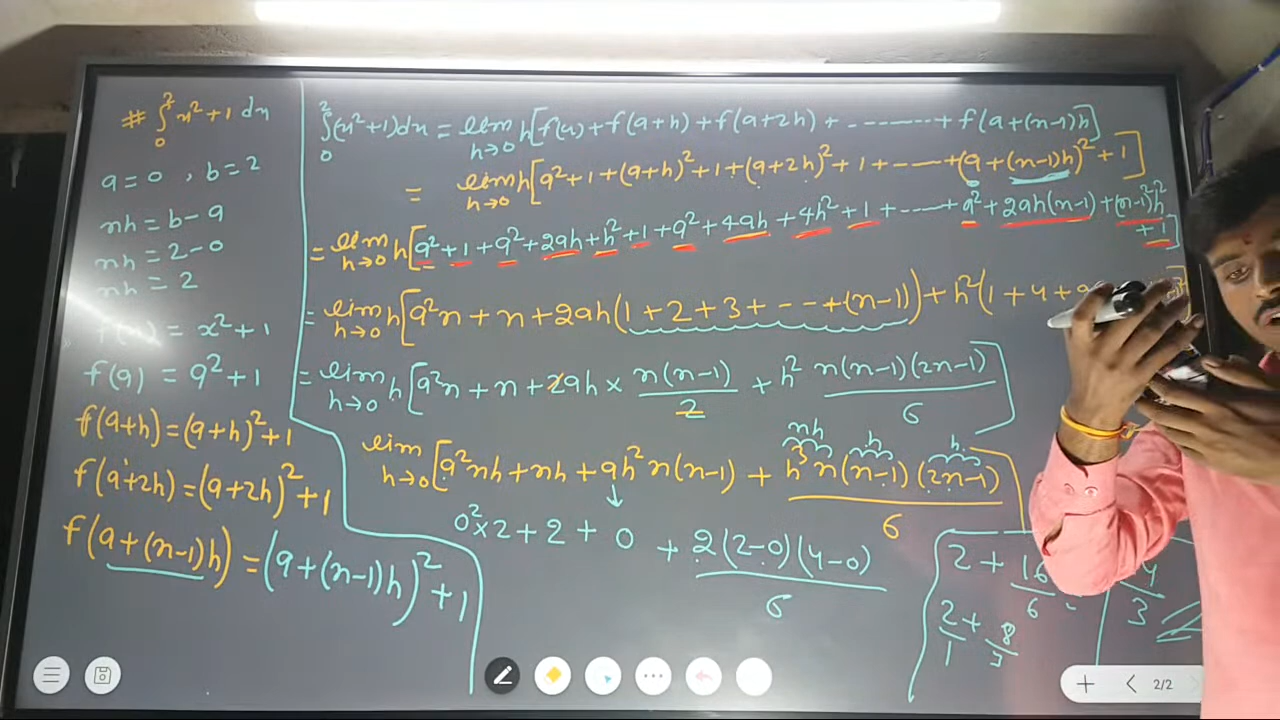 # ∫₀² x²+1 dx
a=0 , b=2
nh = b-a
nh = 2-0
nh = 2
= x²+1
f(a) = a²+1
f(a+h)=(a+h)²+1
f(a+2h)=(a+2h)²+1
f(a+(n-1)h)=(a+(n-1)h)²+1
∫₀²(x²+1)dx = lim h→0 h[f(a)+f(a+h)+f(a+2h)+--------+f(a+(n-1)h]
= lim h→0 h[a²+1+(a+h)²+1+(a+2h)²+1+-----+(a+(n-1)h)²+1]
= lim h→0 h[a²+1+a²+2ah+h²+1+a²+4ah+4h²+1+-----+a²+2ah(n-1)+(n-1)²h²
+1]
= lim h→0 h[a²n+n+2ah(1+2+3+---+(n-1))+h²(1+4+
= lim h→0 h[a²n+n+2ah×n(n-1)/2+h² n(n-1)(2n-1)/6]
nh h h
lim h→0 [a²nh+nh+ah²n(n-1)+h³n(n-1)(2n-1)/6]
0²×2+2+0+2(2-0)(4-0)/6
2+16/6
2/1+8/3
3
2/2